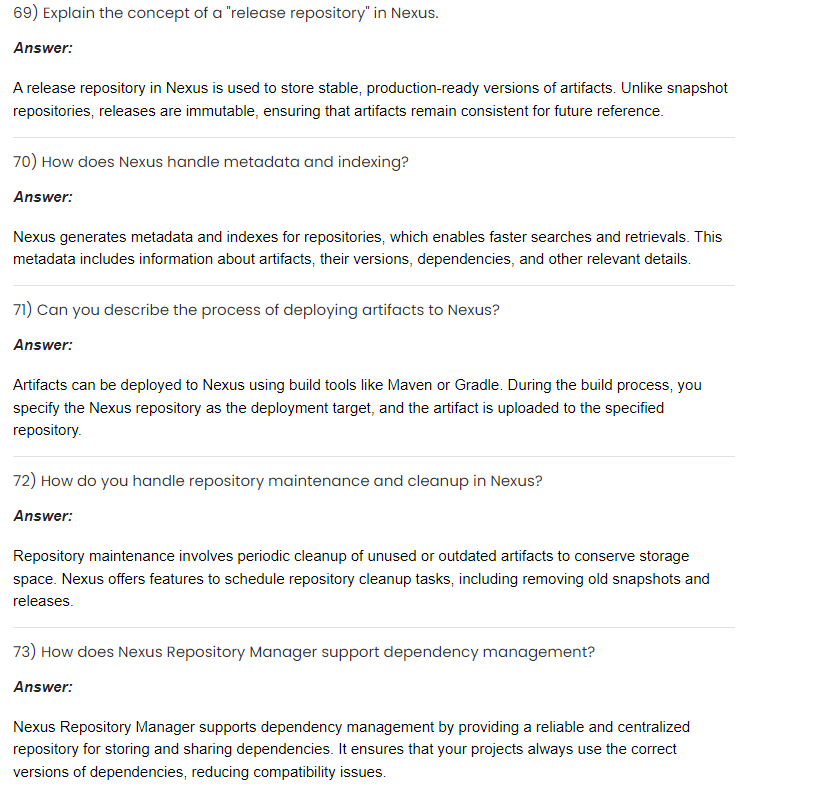 69) Explain the concept of a "release repository" in Nexus.
Answer:
A release repository in Nexus is used to store stable, production-ready versions of artifacts. Unlike snapshot
repositories, releases are immutable, ensuring that artifacts remain consistent for future reference.
70) How does Nexus handle metadata and indexing?
Answer:
Nexus generates metadata and indexes for repositories, which enables faster searches and retrievals. This
metadata includes information about artifacts, their versions, dependencies, and other relevant details.
71) Can you describe the process of deploying artifacts to Nexus?
Answer:
Artifacts can be deployed to Nexus using build tools like Maven or Gradle. During the build process, you
specify the Nexus repository as the deployment target, and the artifact is uploaded to the specified
repository.
72) How do you handle repository maintenance and cleanup in Nexus?
Answer:
Repository maintenance involves periodic cleanup of unused or outdated artifacts to conserve storage
space. Nexus offers features to schedule repository cleanup tasks, including removing old snapshots and
releases.
73) How does Nexus Repository Manager support dependency management?
Answer:
Nexus Repository Manager supports dependency management by providing a reliable and centralized
repository for storing and sharing dependencies. It ensures that your projects always use the correct
versions of dependencies, reducing compatibility issues.